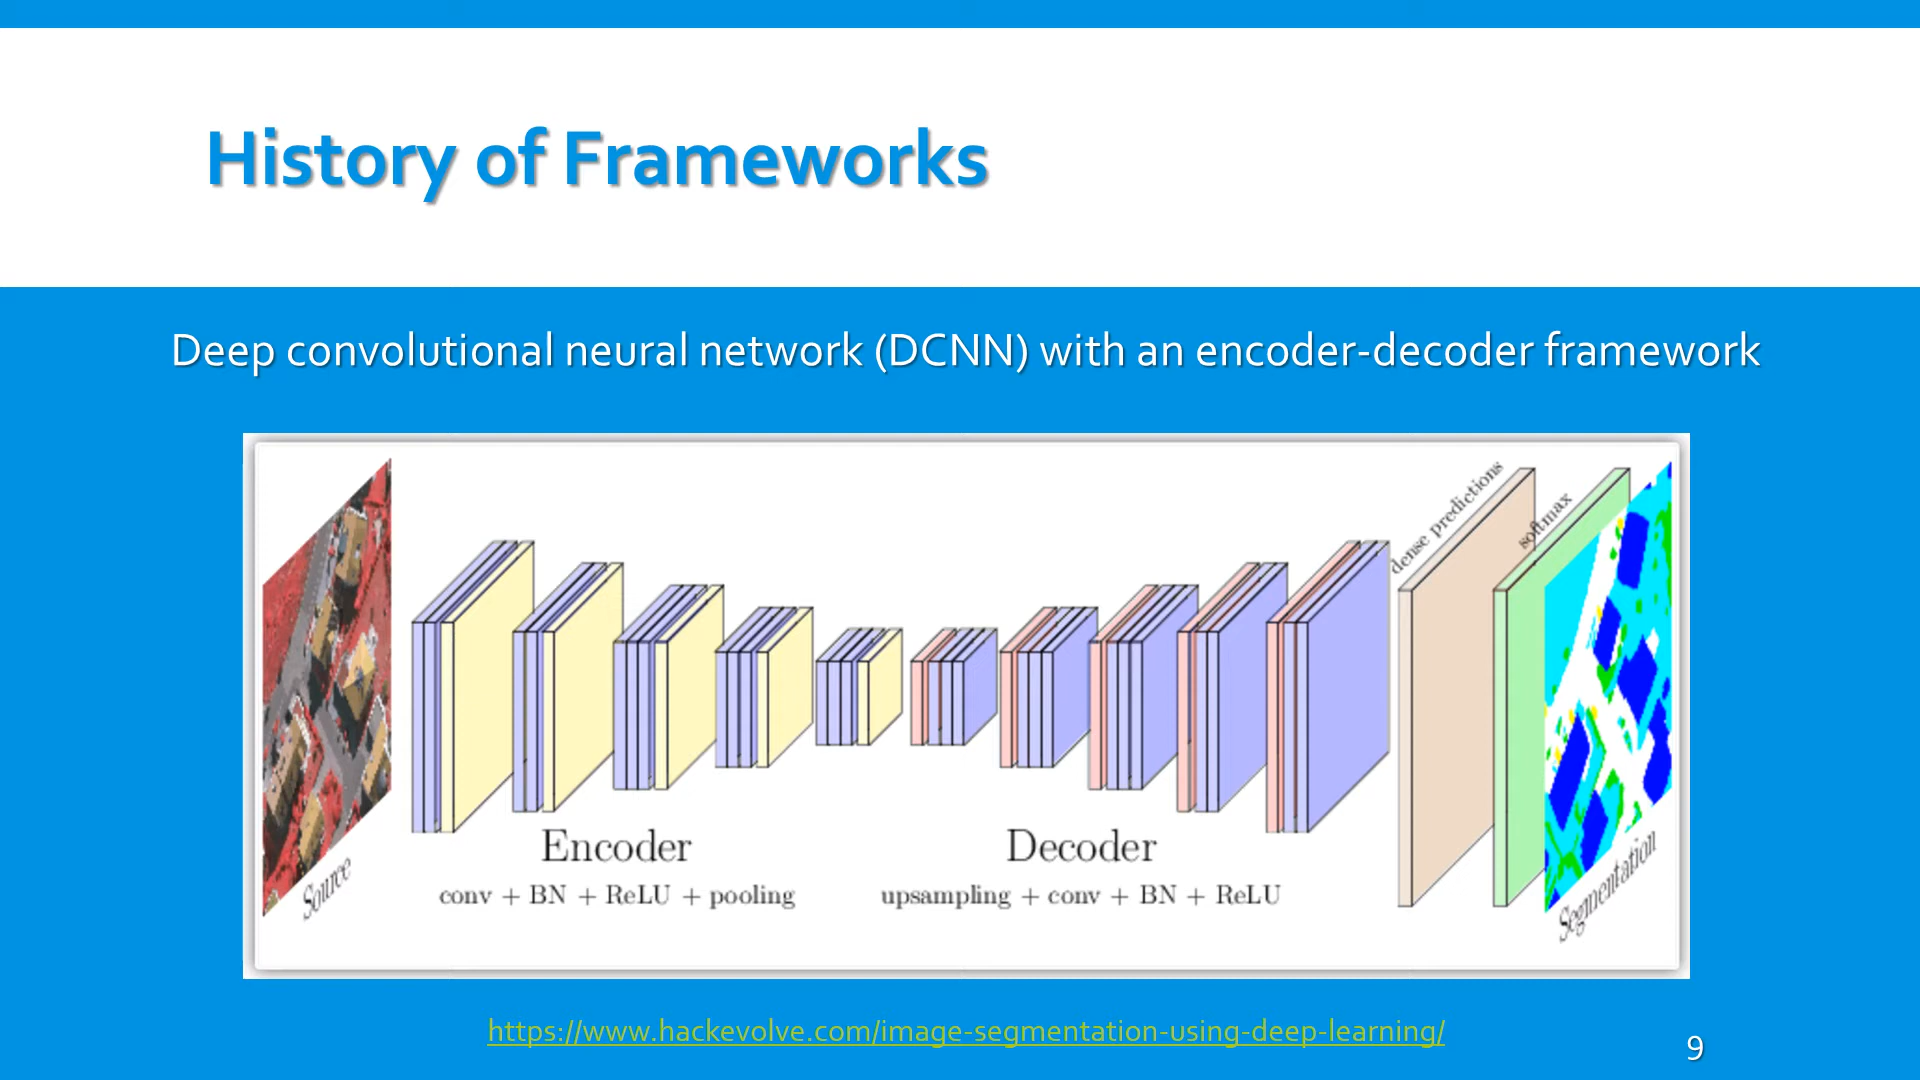 History of Frameworks
Deep convolutional neural network (DCNN) with an encoder-decoder framework
dense predictions
softmax
Source
Encoder
conv + BN + ReLU + pooling
Decoder
upsampling + conv + BN + ReLU
Segmentation
https://www.hackevolve.com/image-segmentation-using-deep-learning/
9